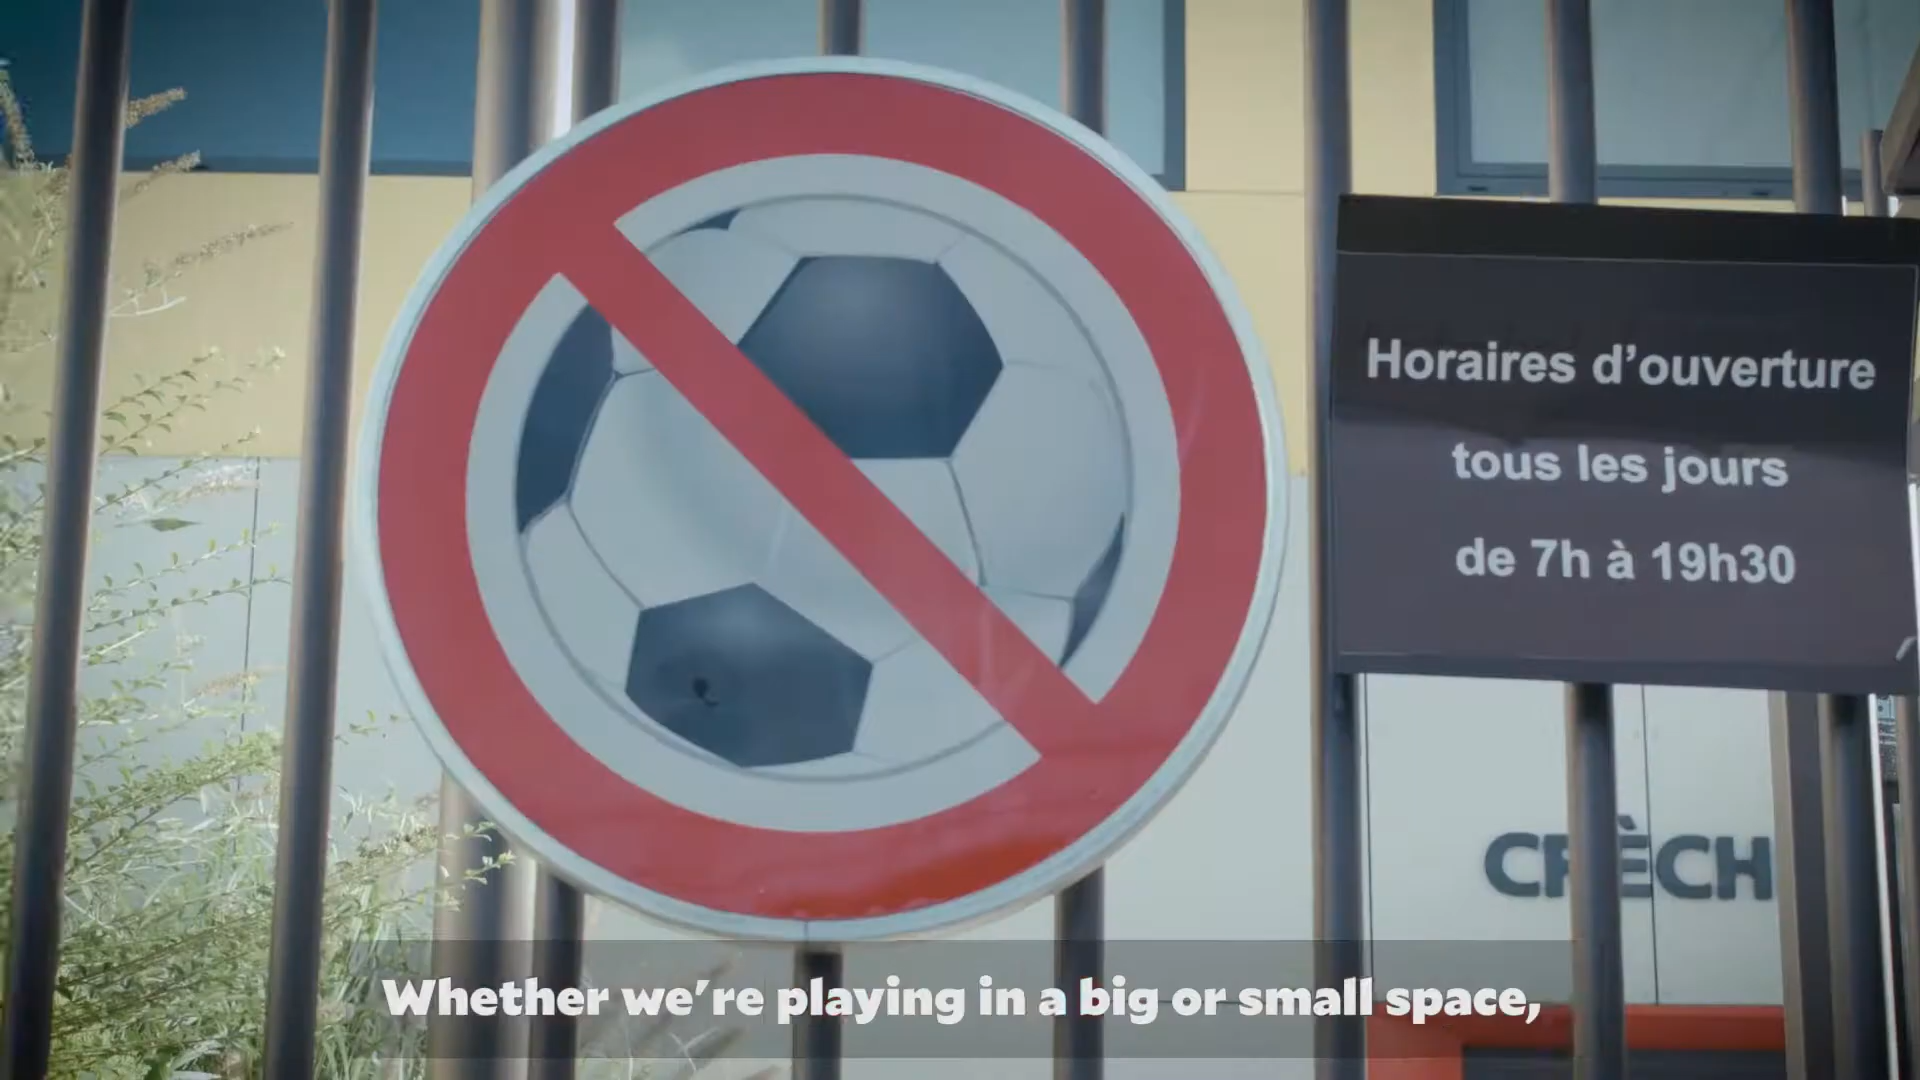 Horaires d’ouverture
tous les jours
de 7h à 19h30
CRÈCH
Whether we’re playing in a big or small space,